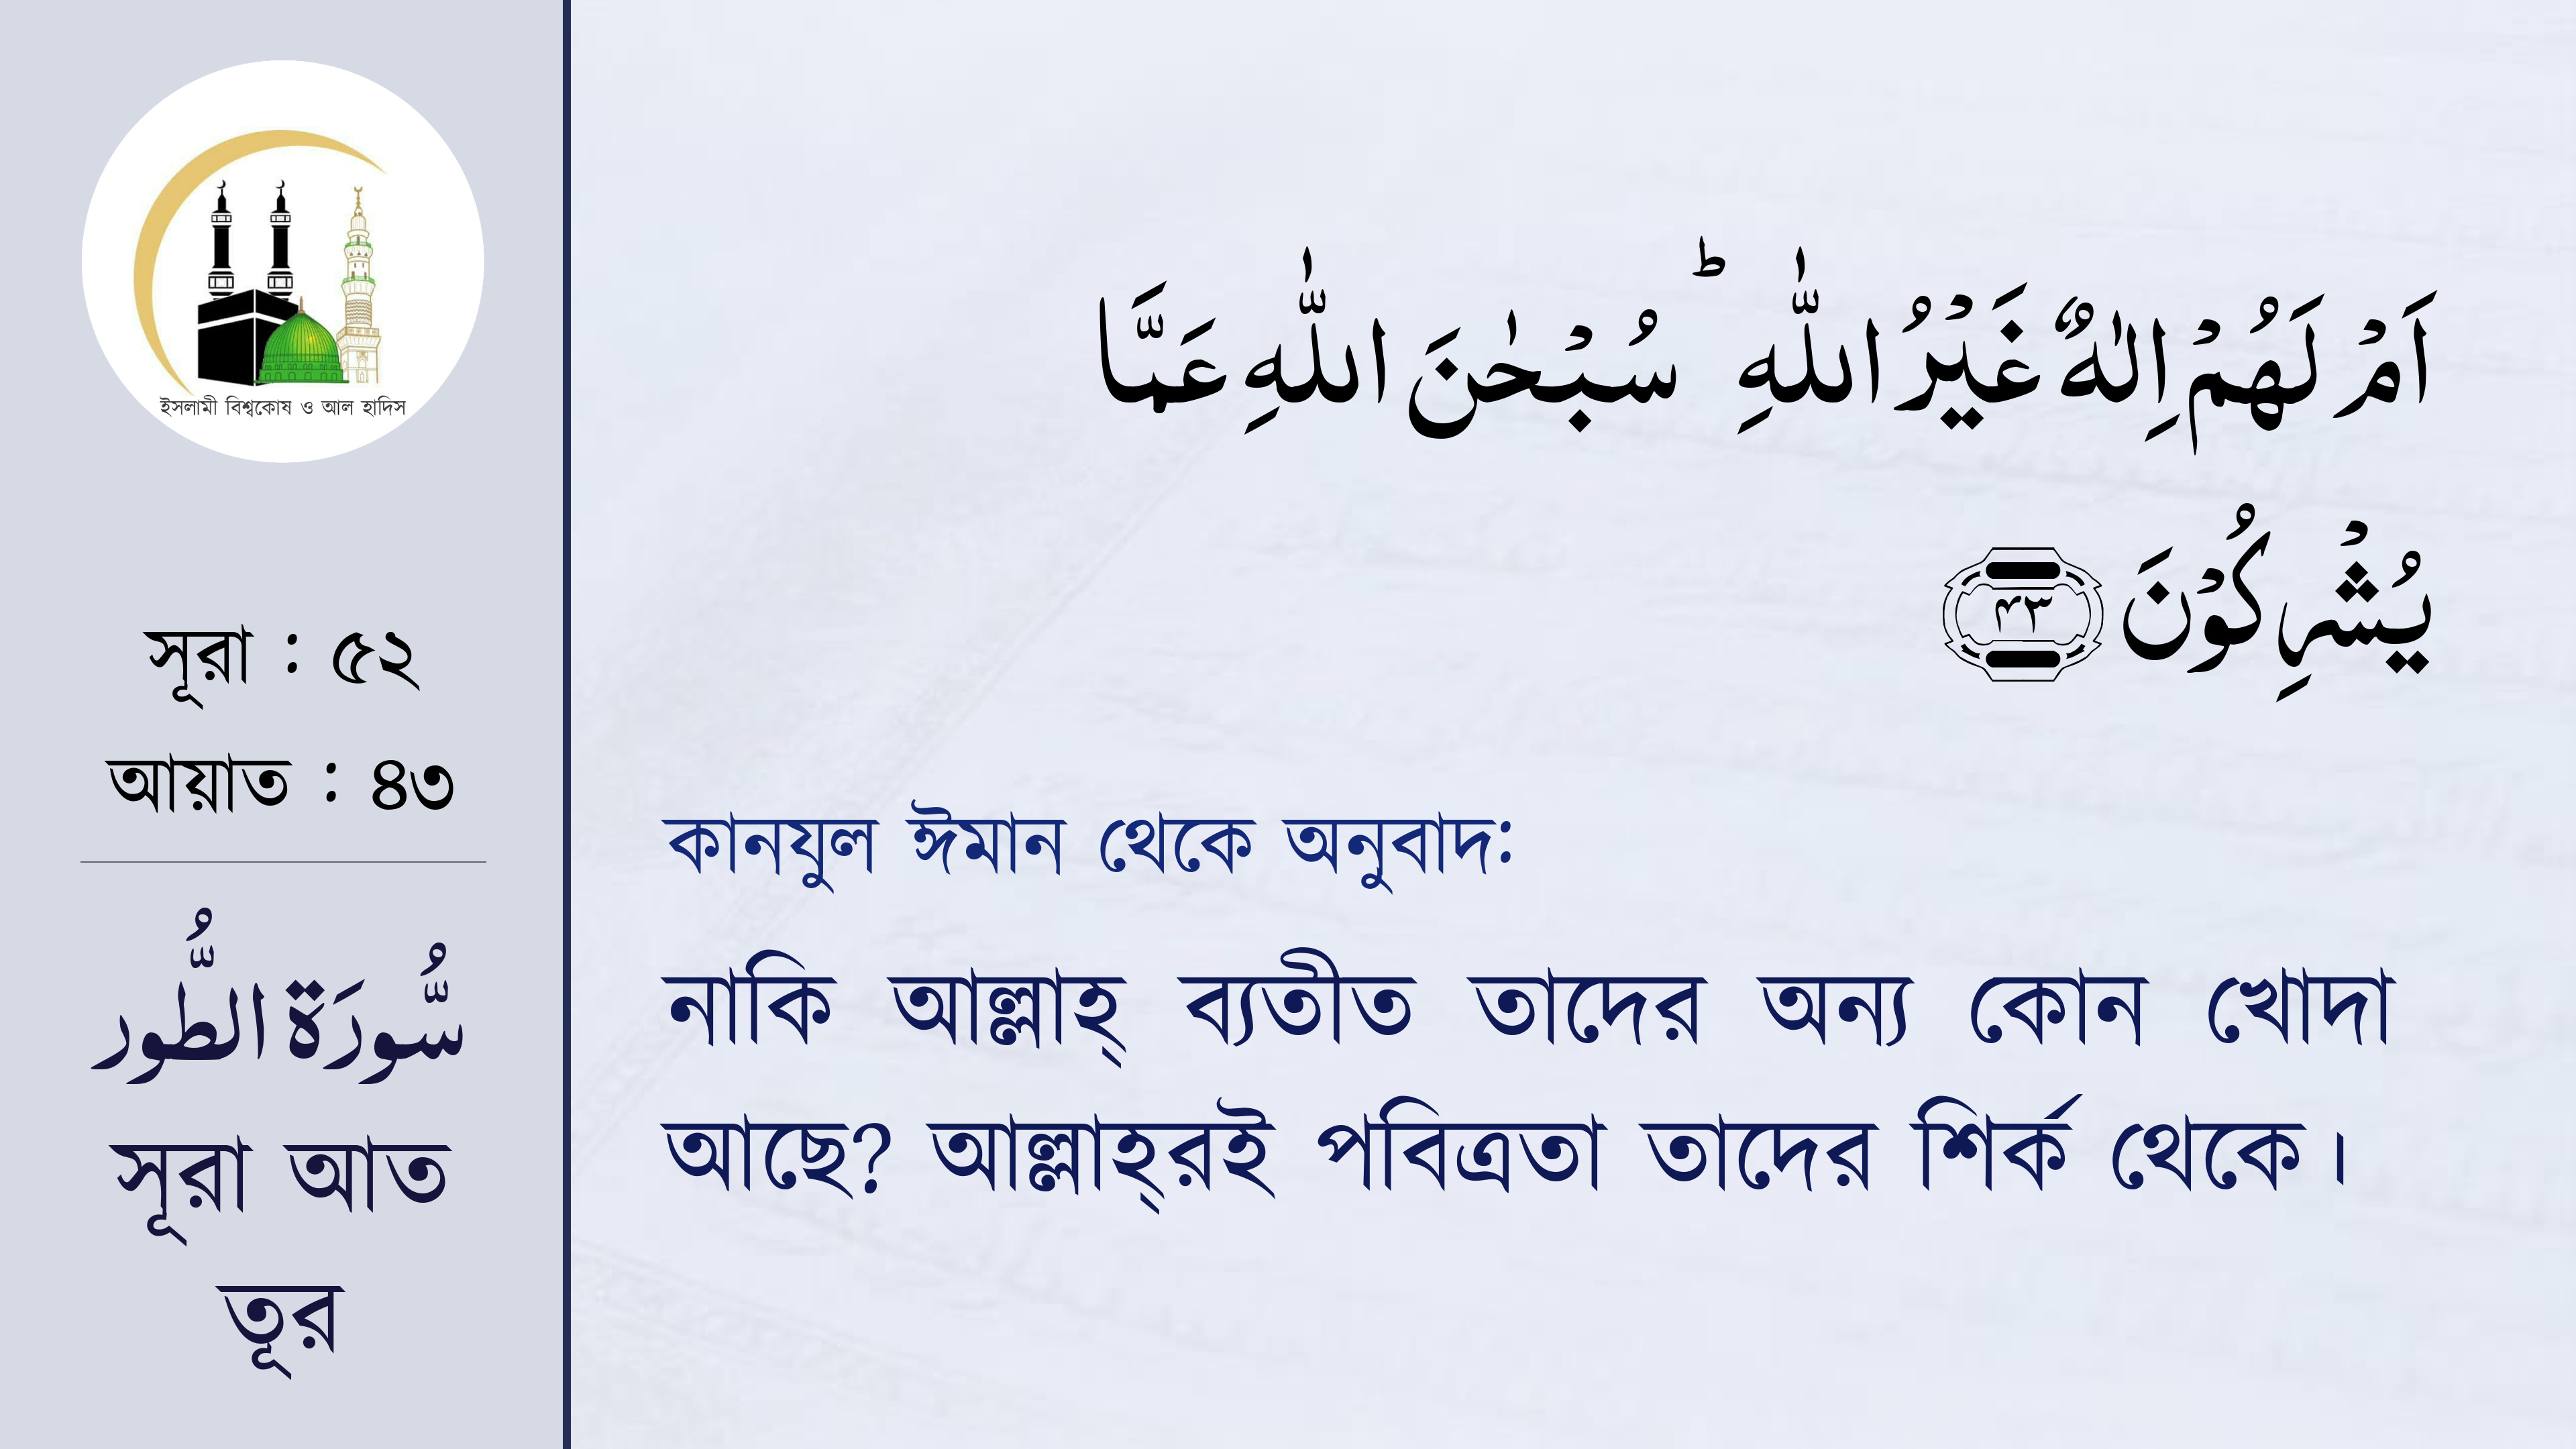 ইসলামী বিশ্বকোষ ও আল হাদিস
সূরা : ৫২
আয়াত : ৪৩
سُّورَة الطُّور
সূরা আত
তূর
اَمْ لَهُمْ اِلٰهٌ غَيْرُ اللّٰهِ ؕ سُبْحٰنَ اللّٰهِ عَمَّا
يُشْرِكُوْنَ ۴۳
কানযুল ঈমান থেকে অনুবাদঃ
নাকি আল্লাহ্ ব্যতীত তাদের অন্য কোন খোদা
আছে? আল্লাহ্‌রই পবিত্রতা তাদের শির্ক থেকে।